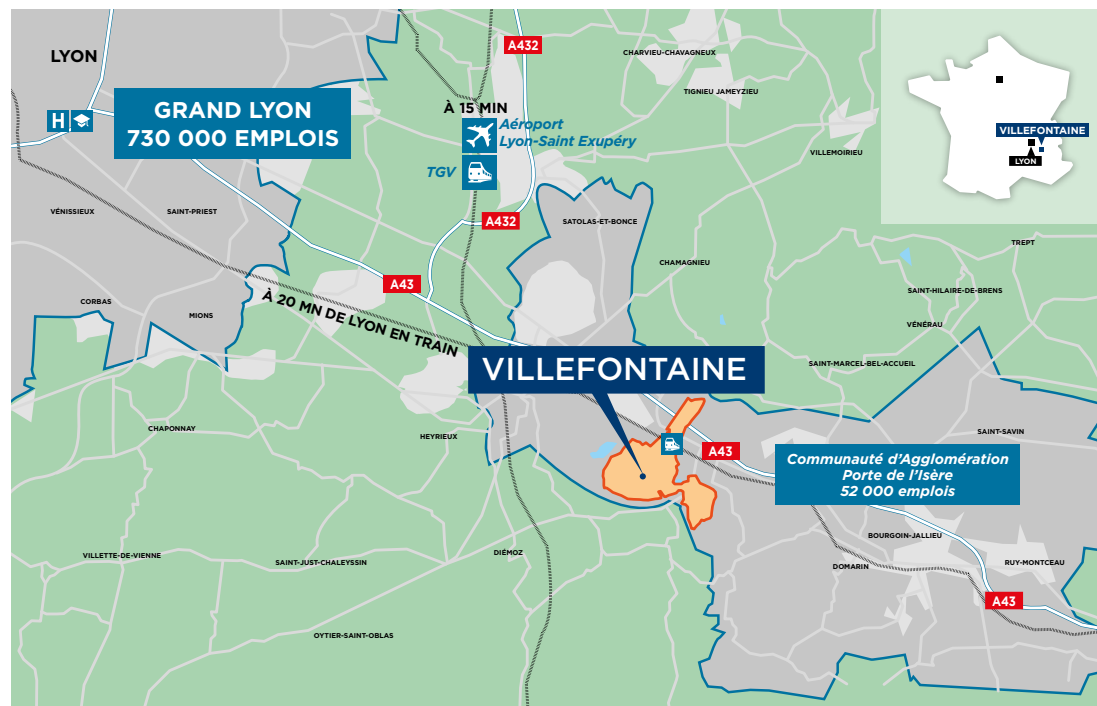 LYON
A432
CHARVIEU-CHAVAGNEUX
TIGNIEU JAMEYZIEU
GRAND LYON
730 000 EMPLOIS
H
À 15 MIN
Aéroport
Lyon-Saint Exupéry
TGV
VILLEMOIRIEU
VILLEFONTAINE
LYON
VÉNISSIEUX
SAINT-PRIEST
A432
SATOLAS-ET-BONCE
TREPT
CHAMAGNIEU
A43
SAINT-HILAIRE-DE-BRENS
CORBAS
MIONS
À 20 MN DE LYON EN TRAIN
VÉNÉRAU
VILLEFONTAINE
SAINT-MARCEL-BEL-ACCUEIL
CHAPONNAY
HEYRIEUX
SAINT-SAVIN
A43
Communauté d'Agglomération
Porte de l'Isère
52 000 emplois
BOURGOIN-JALLIEU
VILLETTE-DE-VIENNE
SAINT-JUST-CHALEYSSIN
DIÉMOZ
DOMARIN
RUY-MONTCEAU
A43
OYTIER-SAINT-OBLAS